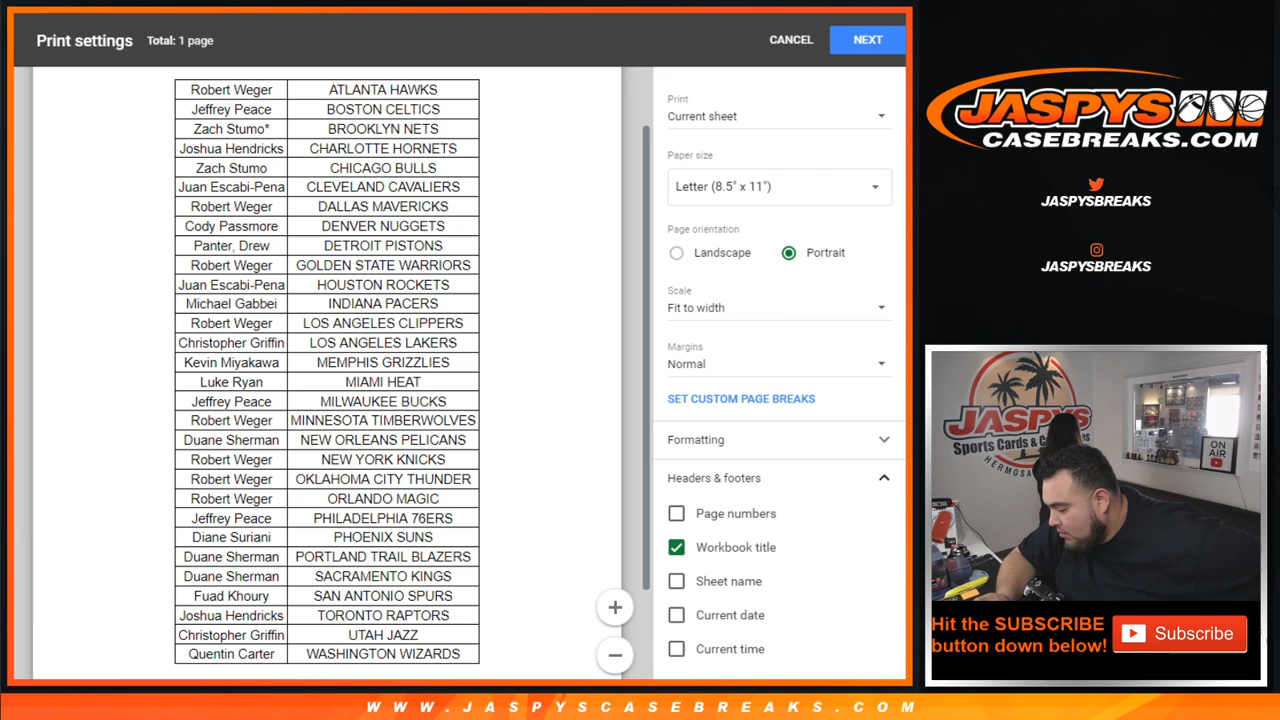 Print settings Total: 1 page CANCEL NEXT
Robert Weger ATLANTA HAWKS
Jeffrey Peace BOSTON CELTICS
Zach Stumo* BROOKLYN NETS
Joshua Hendricks CHARLOTTE HORNETS
Zach Stumo CHICAGO BULLS
Juan Escabi-Pena CLEVELAND CAVALIERS
Robert Weger DALLAS MAVERICKS
Cody Passmore DENVER NUGGETS
Panter, Drew DETROIT PISTONS
Robert Weger GOLDEN STATE WARRIORS
Juan Escabi-Pena HOUSTON ROCKETS
Michael Gabbei INDIANA PACERS
Robert Weger LOS ANGELES CLIPPERS
Christopher Griffin LOS ANGELES LAKERS
Kevin Miyakawa MEMPHIS GRIZZLIES
Luke Ryan MIAMI HEAT
Jeffrey Peace MILWAUKEE BUCKS
Robert Weger MINNESOTA TIMBERWOLVES
Duane Sherman NEW ORLEANS PELICANS
Robert Weger NEW YORK KNICKS
Robert Weger OKLAHOMA CITY THUNDER
Robert Weger ORLANDO MAGIC
Jeffrey Peace PHILADELPHIA 76ERS
Diane Suriani PHOENIX SUNS
Duane Sherman PORTLAND TRAIL BLAZERS
Duane Sherman SACRAMENTO KINGS
Fuad Khoury SAN ANTONIO SPURS
Joshua Hendricks TORONTO RAPTORS
Christopher Griffin UTAH JAZZ
Quentin Carter WASHINGTON WIZARDS
Print
Current sheet
Paper size
Letter (8.5" x 11")
Page orientation
Landscape Portrait
Scale
Fit to width
Margins
Normal
SET CUSTOM PAGE BREAKS
Formatting
Headers & footers
Page numbers
Workbook title
Sheet name
Current date
Current time
JASPYS
CASEBREAKS.COM
JASPYSBREAKS
JASPYSBREAKS
JASPYS
Sports Cards &
HERMOSA
ON
AIR
Hit the SUBSCRIBE
button down below!
Subscribe
WWW.JASPYSCASEBREAKS.COM